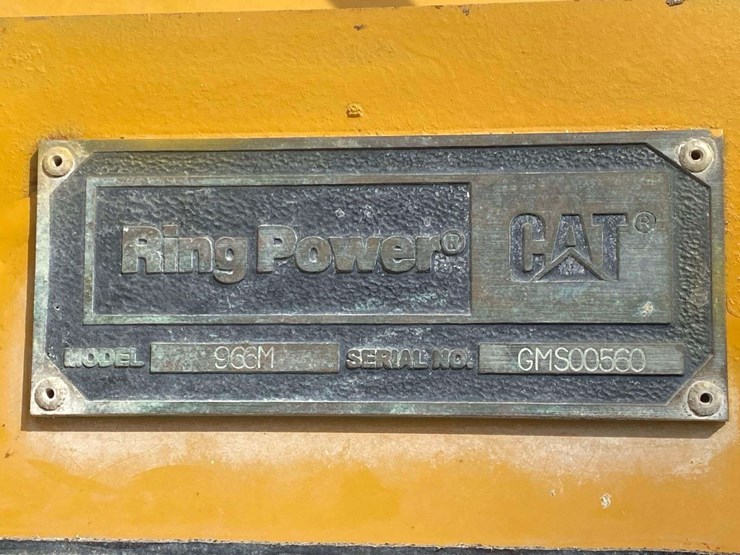 Ring Power® CAT®
MODEL 966M SERIAL NO. GMS00560